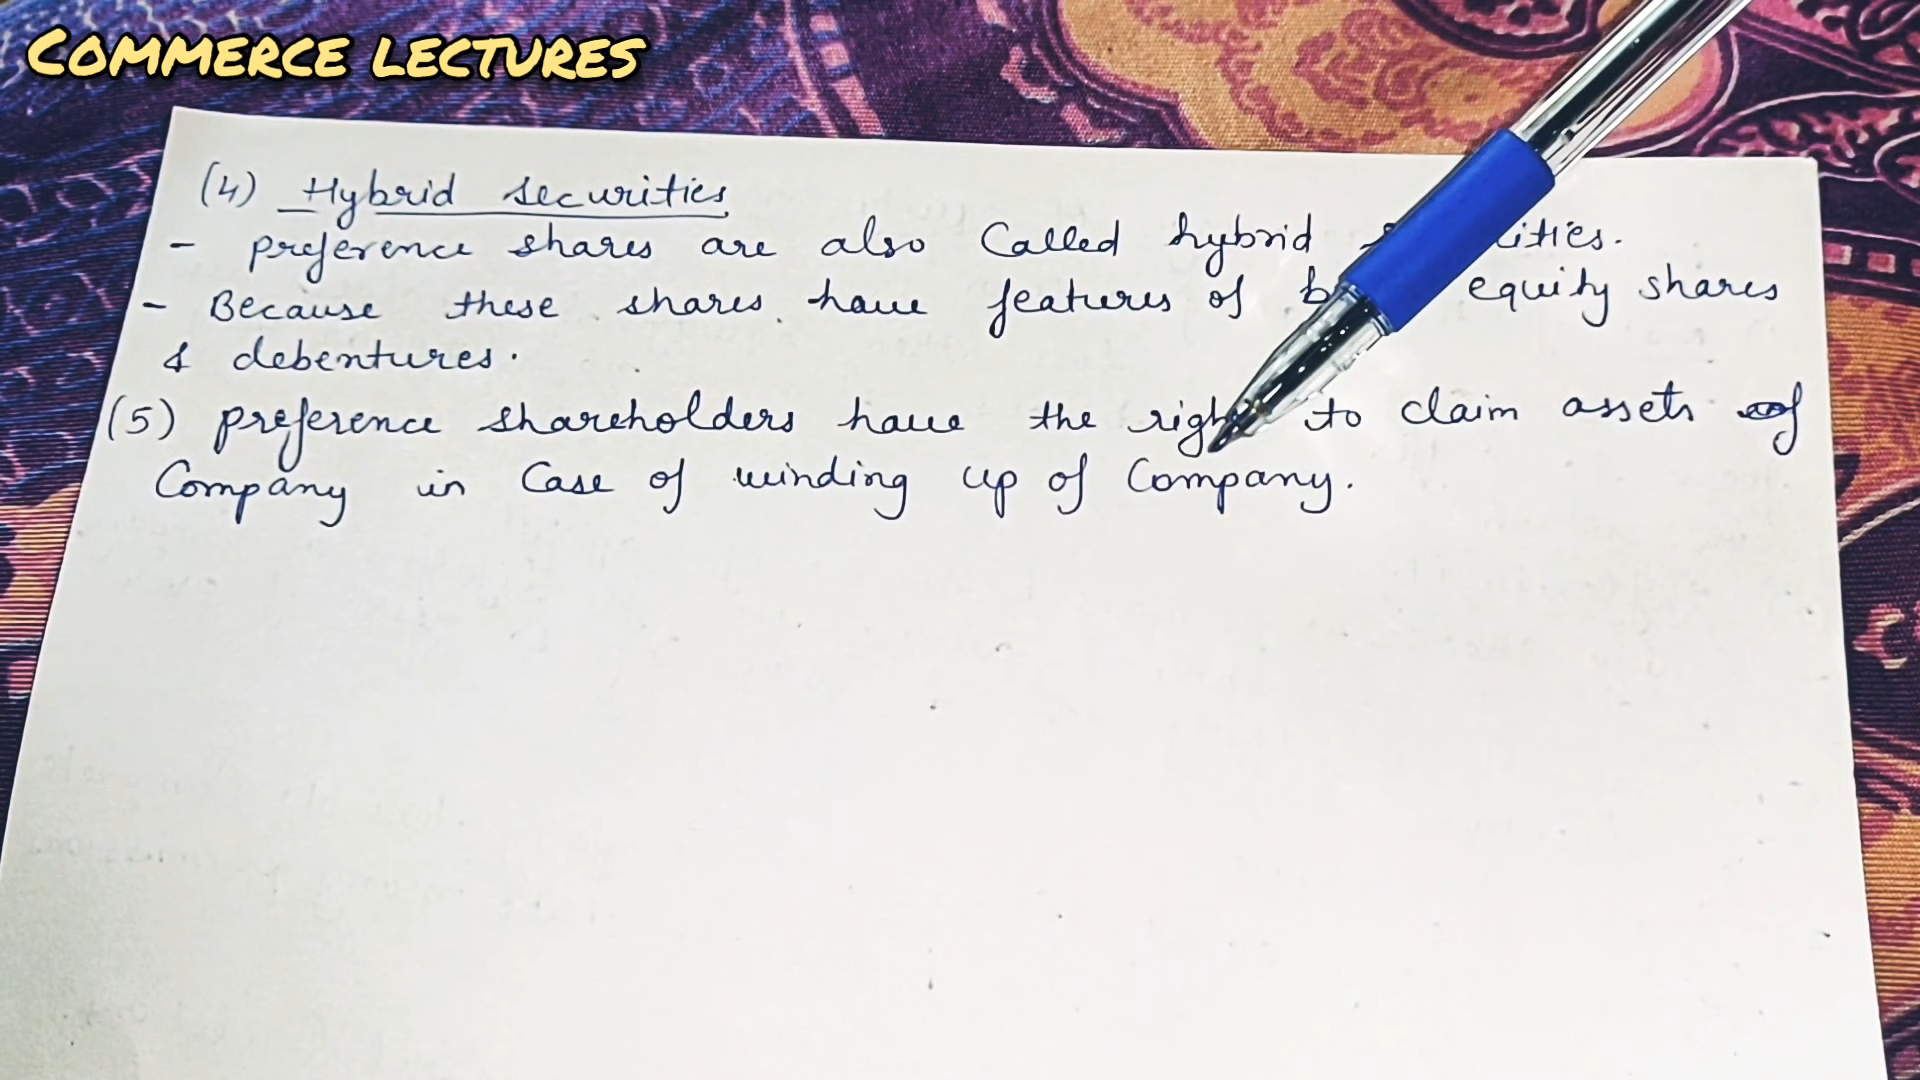 COMMERCE LECTURES
(4) Hybrid securities
- preference shares are also Called hybrid
- Because these shares have features of equity shares
& debentures.
(5) preference shareholders have the right to claim assets of
Company in Case of winding up of Company.